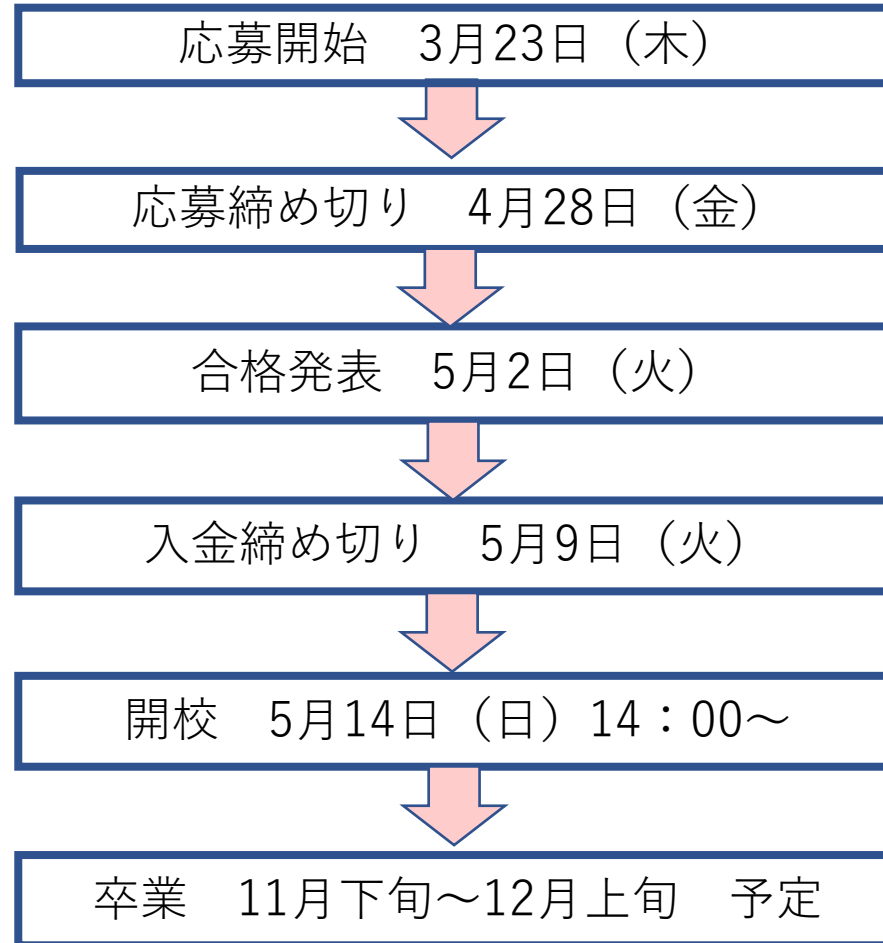 応募開始　3月23日（木）
応募締め切り　4月28日（金）
合格発表　5月2日（火）
入金締め切り　5月9日（火）
開校　5月14日（日）14：00～
卒業　11月下旬～12月上旬　予定